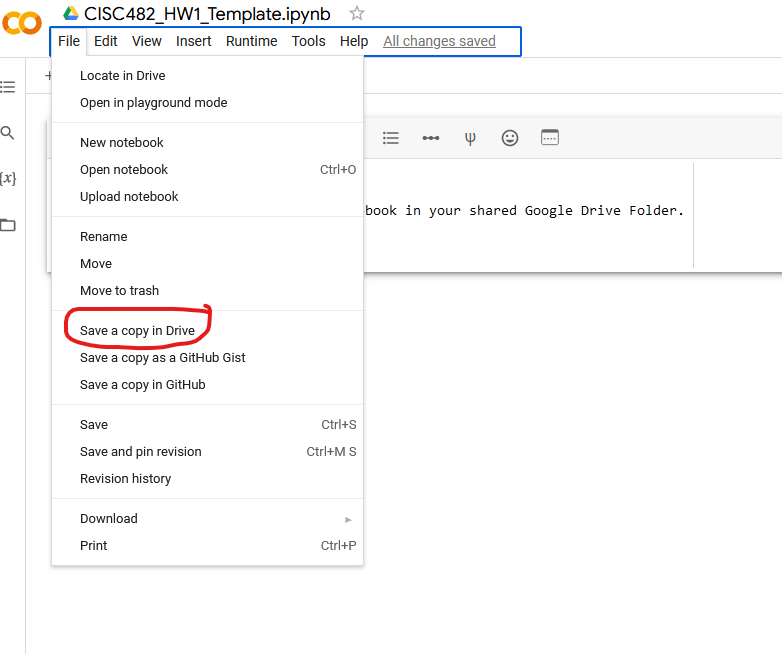 CISC482_HW1_Template.ipynb
File Edit View Insert Runtime Tools Help All changes saved
Locate in Drive
Open in playground mode
New notebook
Open notebook Ctrl+O
Upload notebook
book in your shared Google Drive Folder.
Rename
Move
Move to trash
Save a copy in Drive
Save a copy as a GitHub Gist
Save a copy in GitHub
Save Ctrl+S
Save and pin revision Ctrl+M S
Revision history
Download
Print Ctrl+P
{x}